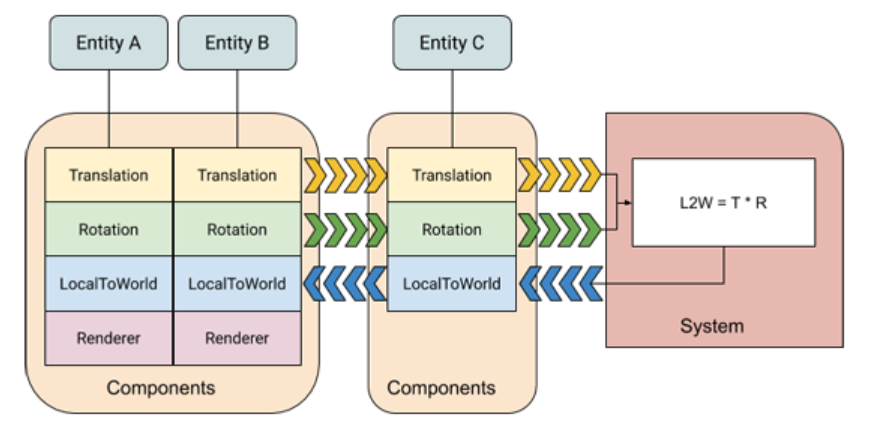 Entity A
Entity B
Entity C
Translation
Translation
Translation
Rotation
Rotation
Rotation
L2W = T * R
LocalToWorld
LocalToWorld
LocalToWorld
Renderer
Renderer
System
Components
Components